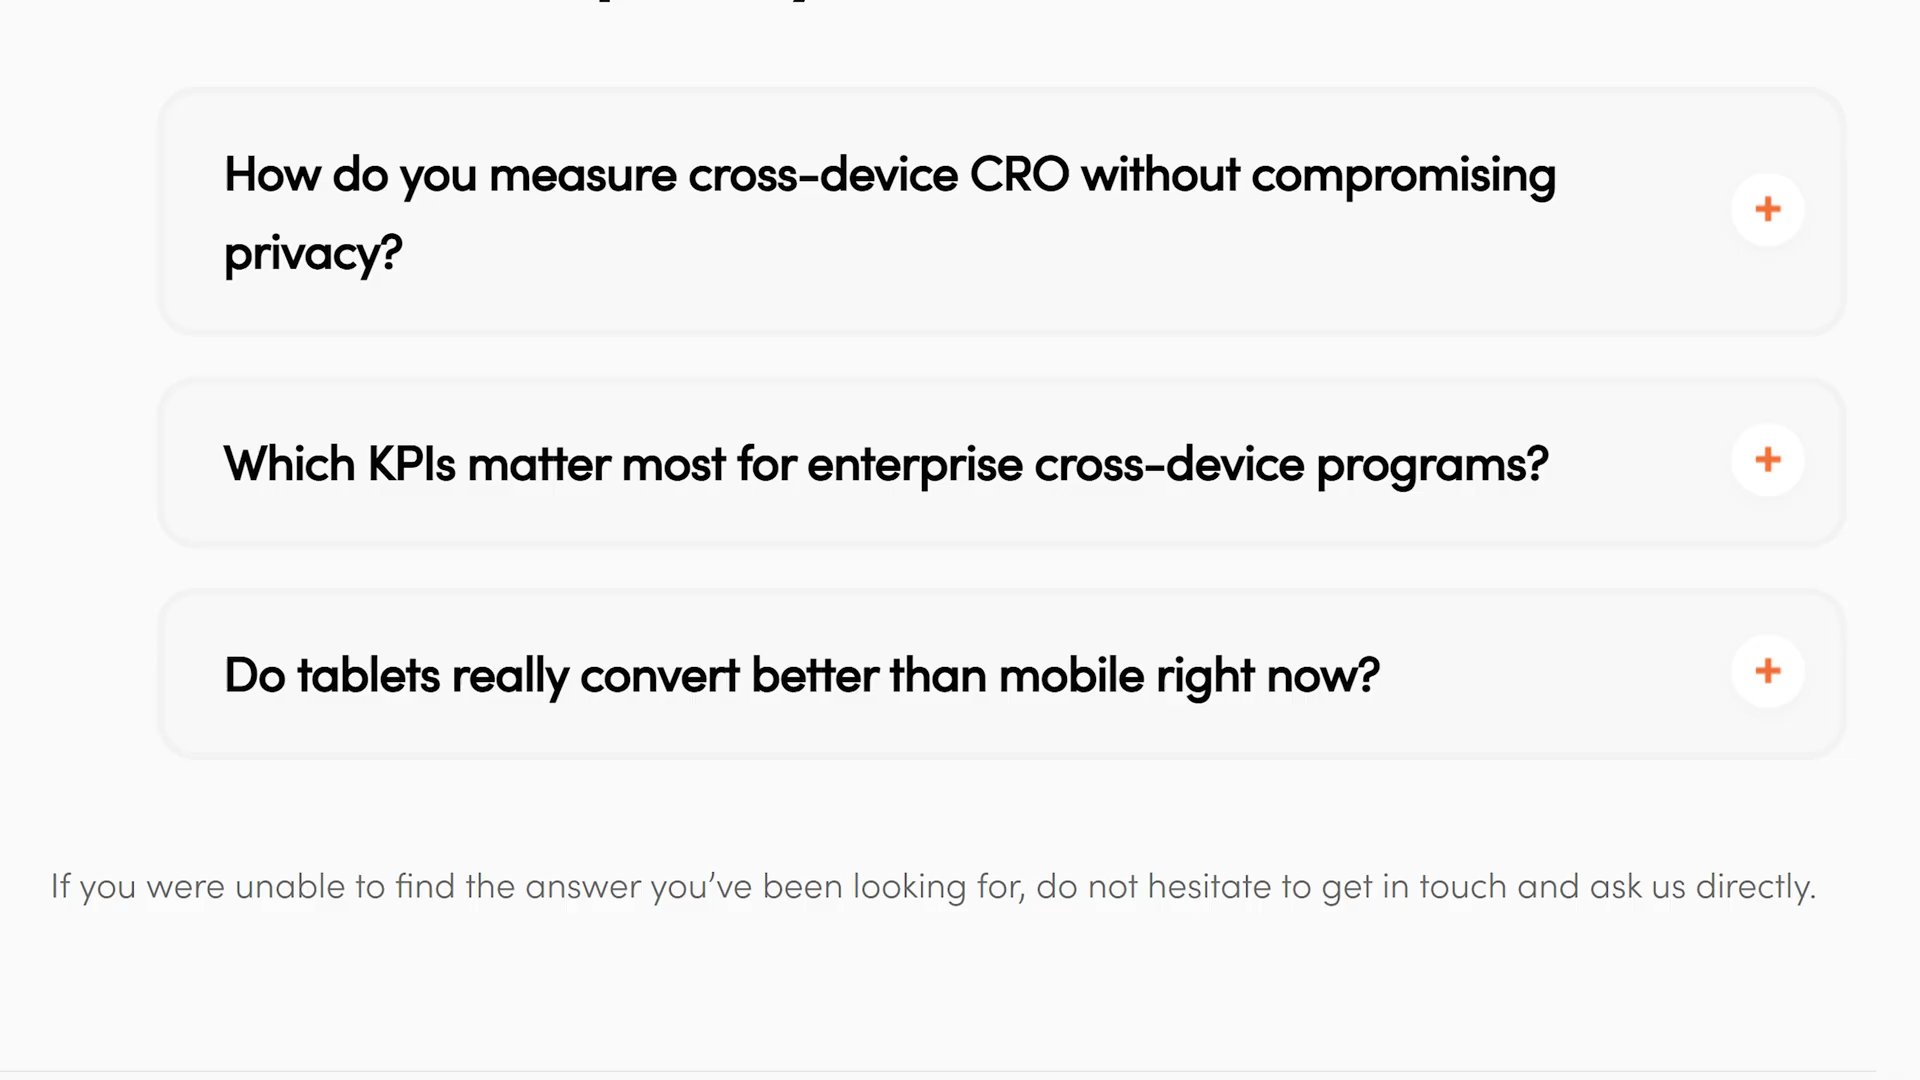 How do you measure cross-device CRO without compromising
privacy?
Which KPIs matter most for enterprise cross-device programs?
Do tablets really convert better than mobile right now?
If you were unable to find the answer you’ve been looking for, do not hesitate to get in touch and ask us directly.